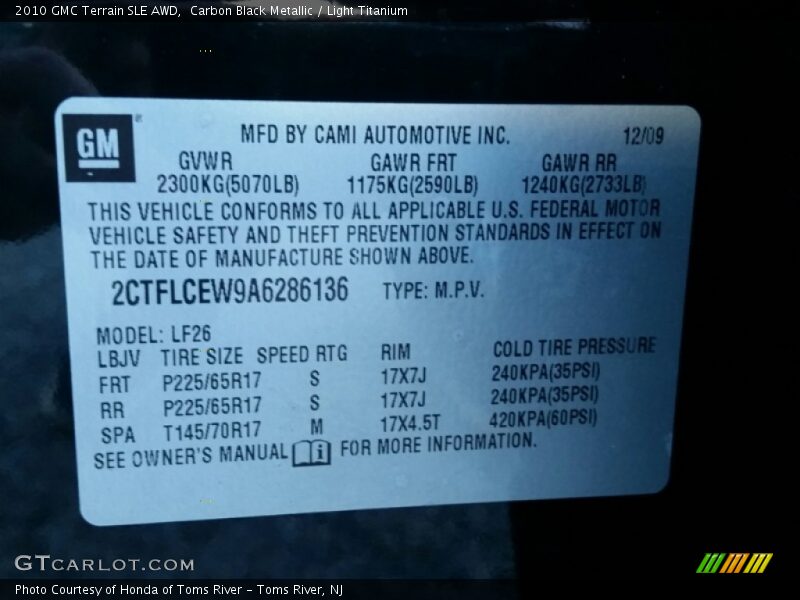 2010 GMC Terrain SLE AWD, Carbon Black Metallic / Light Titanium
GM
MFD BY CAMI AUTOMOTIVE INC. 12/09
GVWR GAWR FRT GAWR RR
2300KG(5070LB) 1175KG(2590LB) 1240KG(2733LB)
THIS VEHICLE CONFORMS TO ALL APPLICABLE U.S. FEDERAL MOTOR
VEHICLE SAFETY AND THEFT PREVENTION STANDARDS IN EFFECT ON
THE DATE OF MANUFACTURE SHOWN ABOVE.
2CTFLCEW9A6286136 TYPE: M.P.V.
MODEL: LF26
LBJV TIRE SIZE SPEED RTG RIM COLD TIRE PRESSURE
FRT P225/65R17 S 17X7J 240KPA(35PSI)
RR P225/65R17 S 17X7J 240KPA(35PSI)
SPA T145/70R17 M 17X4.5T 420KPA(60PSI)
SEE OWNER'S MANUAL i FOR MORE INFORMATION.
GTCARLOT.COM
Photo Courtesy of Honda of Toms River – Toms River, NJ